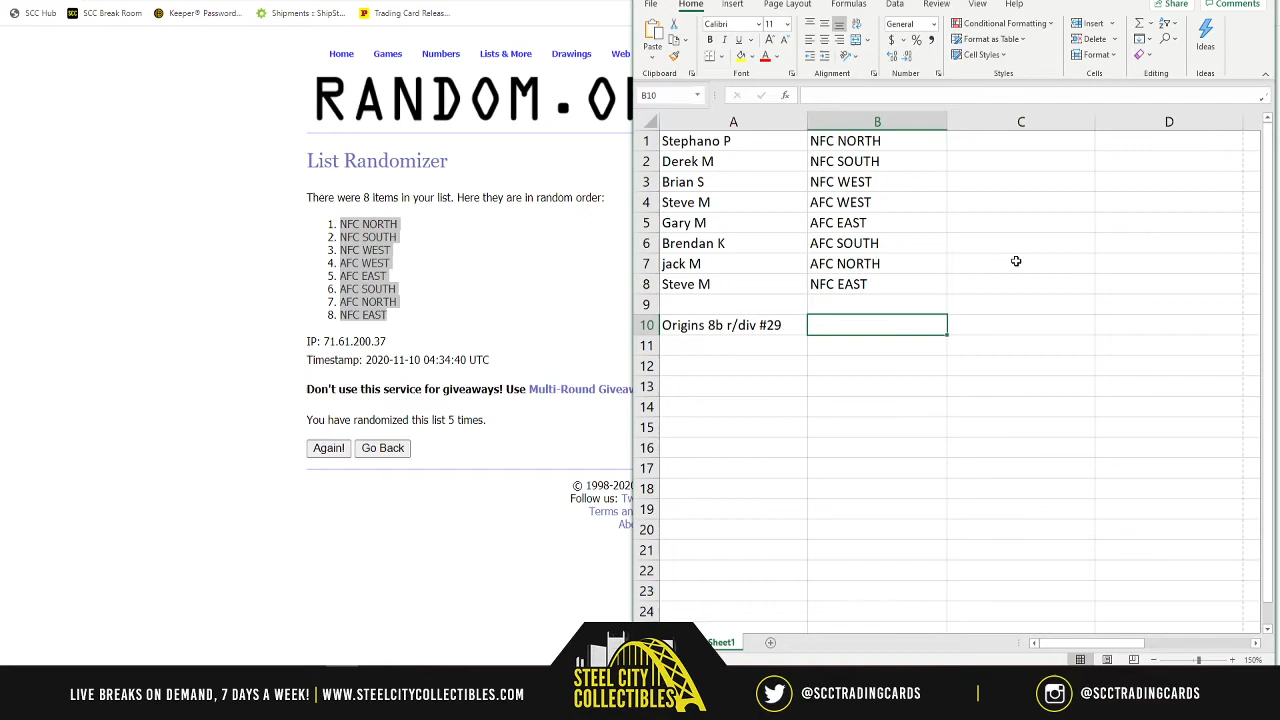 SCC Hub
SCC Break Room
Keeper® Password...
Shipments :: ShipSt...
Trading Card Releas...
Home
Games
Numbers
Lists & More
Drawings
Web
RANDOM.O
List Randomizer
There were 8 items in your list. Here they are in random order:
1. NFC NORTH
2. NFC SOUTH
3. NFC WEST
4. AFC WEST
5. AFC EAST
6. AFC SOUTH
7. AFC NORTH
8. NFC EAST
IP: 71.61.200.37
Timestamp: 2020-11-10 04:34:40 UTC
Don't use this service for giveaways! Use Multi-Round Giveaw
You have randomized this list 5 times.
Again!
Go Back
© 1998-2020
Follow us: Tw
Terms an
Abo
File Home Insert Page Layout Formulas Data Review View Help Share Comments
Paste
Calibri 11
B I U
General
$ % ,
Conditional Formatting
Format as Table
Cell Styles
Insert
Delete
Format
Ideas
Clipboard Font Alignment Number Styles Cells Editing Ideas
B10 fx
A B C D
1 Stephano P NFC NORTH
2 Derek M NFC SOUTH
3 Brian S NFC WEST
4 Steve M AFC WEST
5 Gary M AFC EAST
6 Brendan K AFC SOUTH
7 jack M AFC NORTH
8 Steve M NFC EAST
9
10 Origins 8b r/div #29
11
12
13
14
15
16
17
18
19
20
21
22
23
24
Sheet1
150%
LIVE BREAKS ON DEMAND, 7 DAYS A WEEK! | WWW.STEELCITYCOLLECTIBLES.COM
STEEL CITY
COLLECTIBLES
@SCCTRADINGCARDS
@SCCTRADINGCARDS